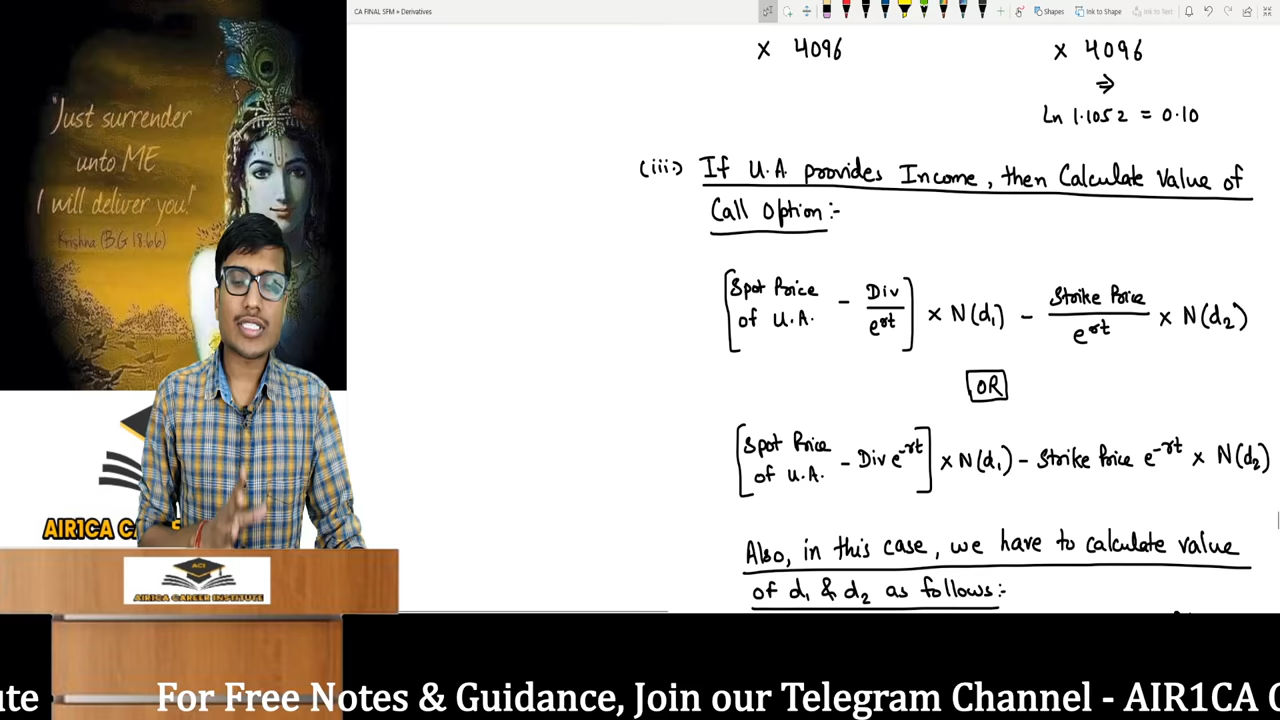 CA FINAL SFM » Derivatives
Shapes
Ink to Shape
Ink to Text
"Just surrender
unto ME
I will deliver you!"
Krishna (BG 18:66)
x 4096
x 4096
⇒
Ln 1.1052 = 0.10
(iii:) If U.A. provides Income, then Calculate Value of
Call Option:-
[Spot Price of U.A. - Div/e^rt] x N(d1) - Strike Price/e^rt x N(d2)
OR
[Spot Price of U.A. - Div e^-rt] x N(d1) - Strike Price e^-rt x N(d2)
Also, in this case, we have to calculate value
of d1 & d2 as follows:-
AIR1CA CA
ACI
AIR1CA CAREER INSTITUTE
ute For Free Notes & Guidance, Join our Telegram Channel - AIR1CA C